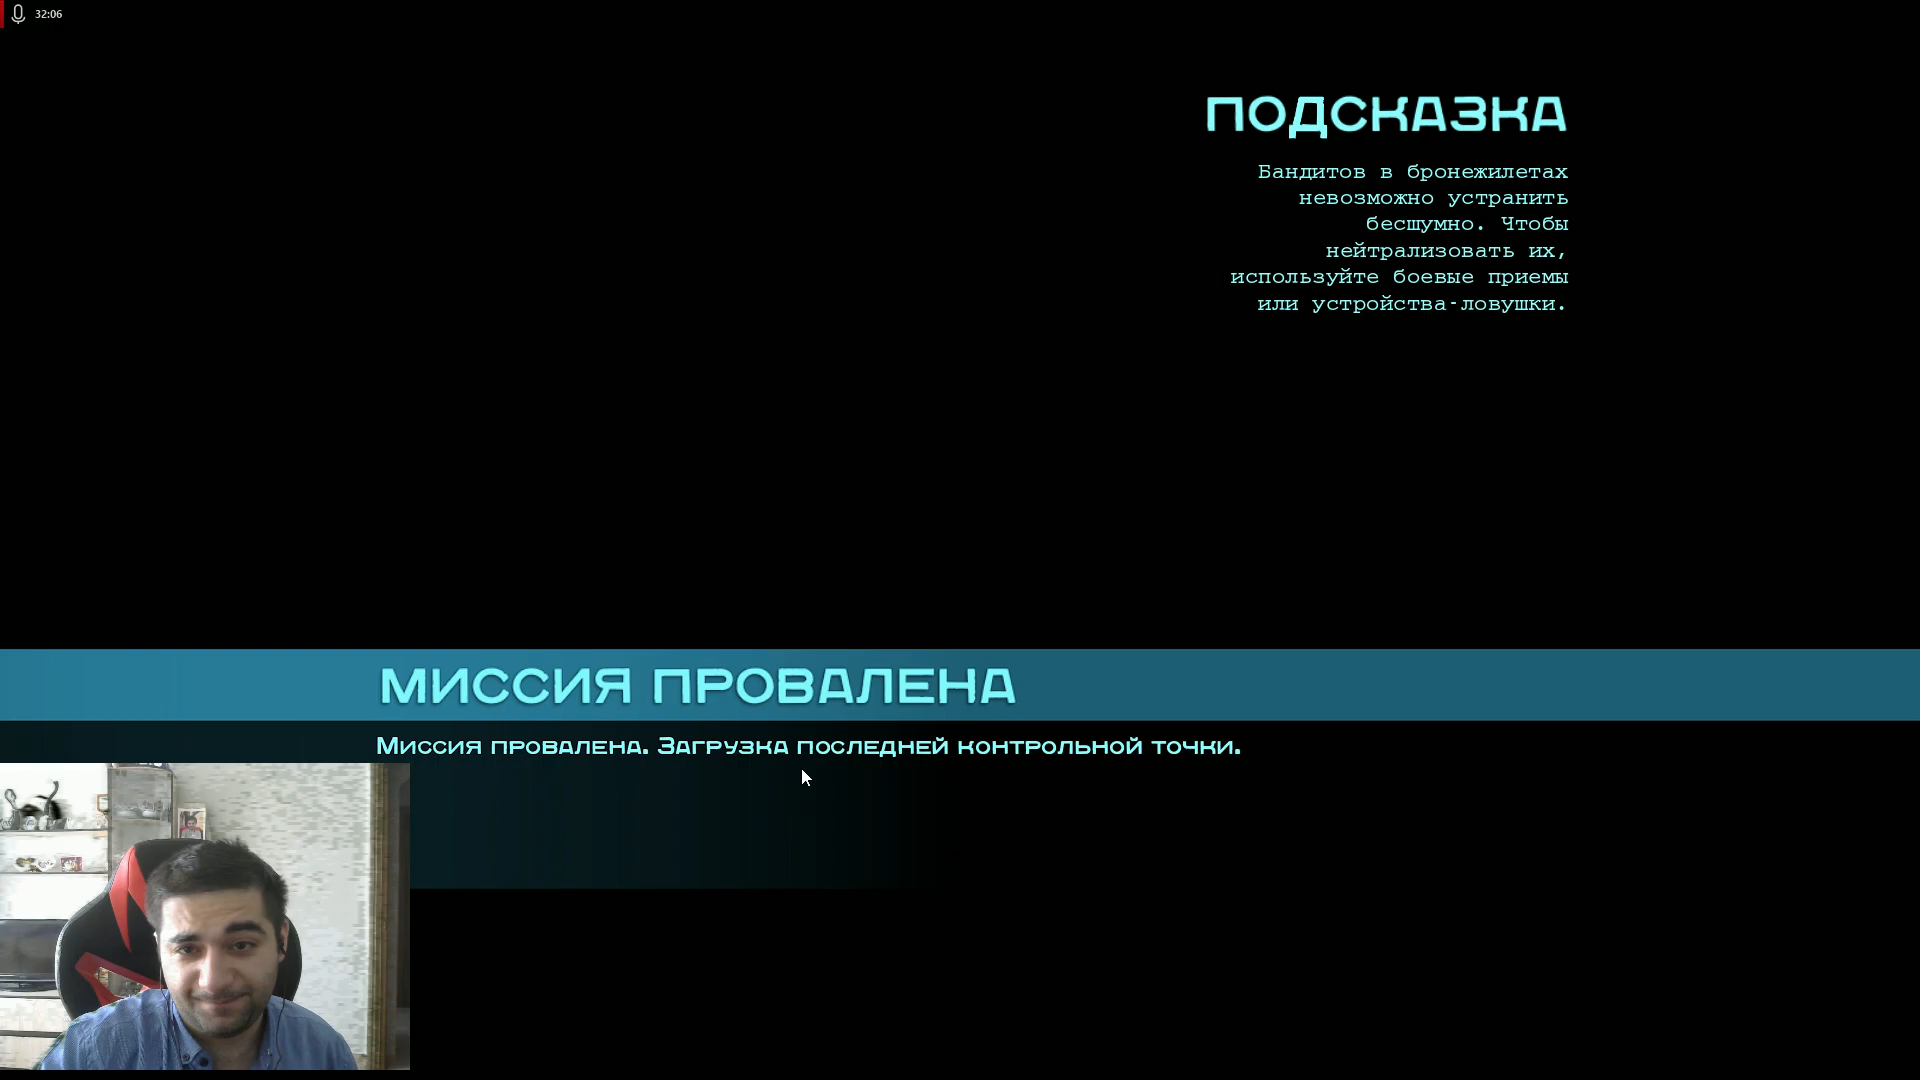 32:06
ПОДСКАЗКА
Бандитов в бронежилетах
невозможно устранить
бесшумно. Чтобы
нейтрализовать их,
используйте боевые приемы
или устройства-ловушки.
МИССИЯ ПРОВАЛЕНА
Миссия провалена. Загрузка последней контрольной точки.